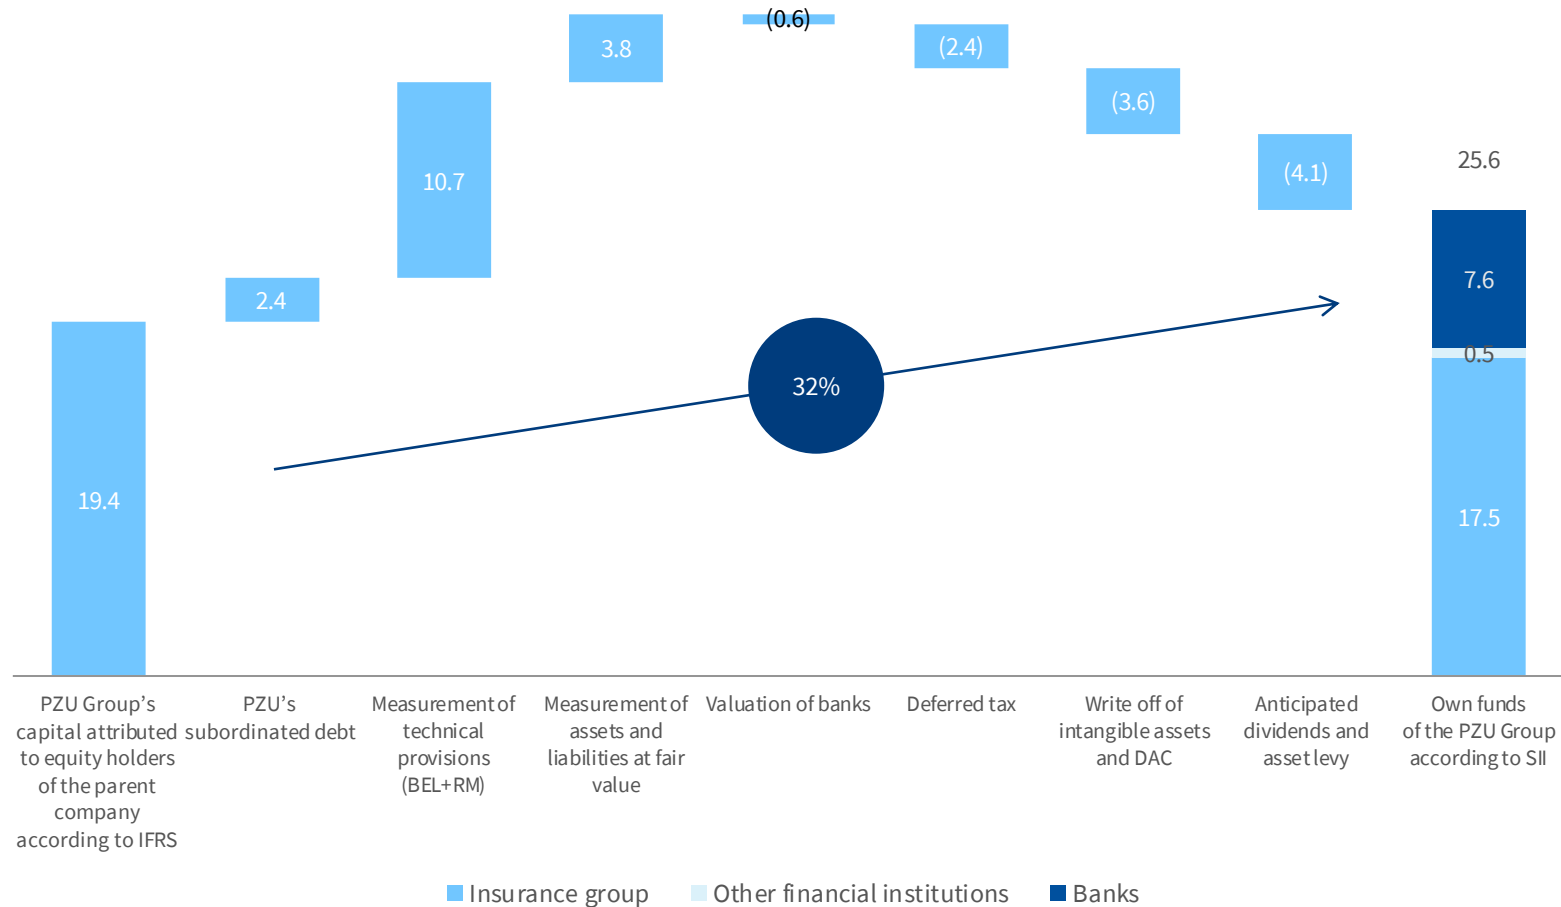 3.8
(0.6)
(2.4)
(3.6)
10.7
(4.1)
25.6
2.4
7.6
0.5
32%
19.4
17.5
PZU Group’s
capital attributed
to equity holders
of the parent
company
according to IFRS
PZU’s
subordinated debt
Measurement of
technical
provisions
(BEL+RM)
Measurement of
assets and
liabilities at fair
value
Valuation of banks
Deferred tax
Write off of
intangible assets
and DAC
Anticipated
dividends and
asset levy
Own funds
of the PZU Group
according to SII
Insurance group
Other financial institutions
Banks